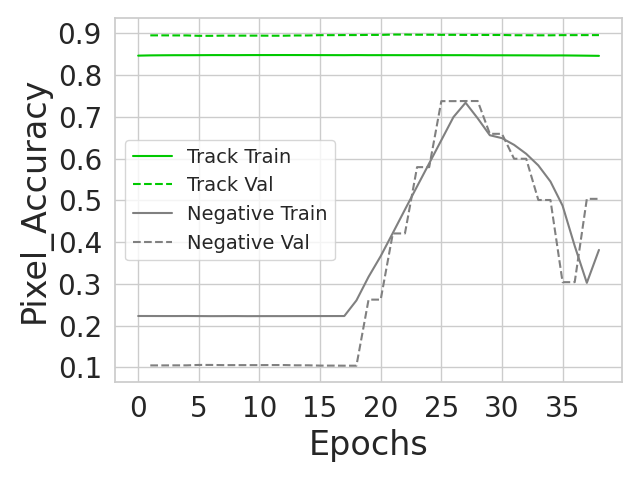 0.9
0.8
0.7
0.6
0.5
0.4
0.3
0.2
0.1
Pixel_Accuracy
Track Train
Track Val
Negative Train
Negative Val
0 5 10 15 20 25 30 35
Epochs